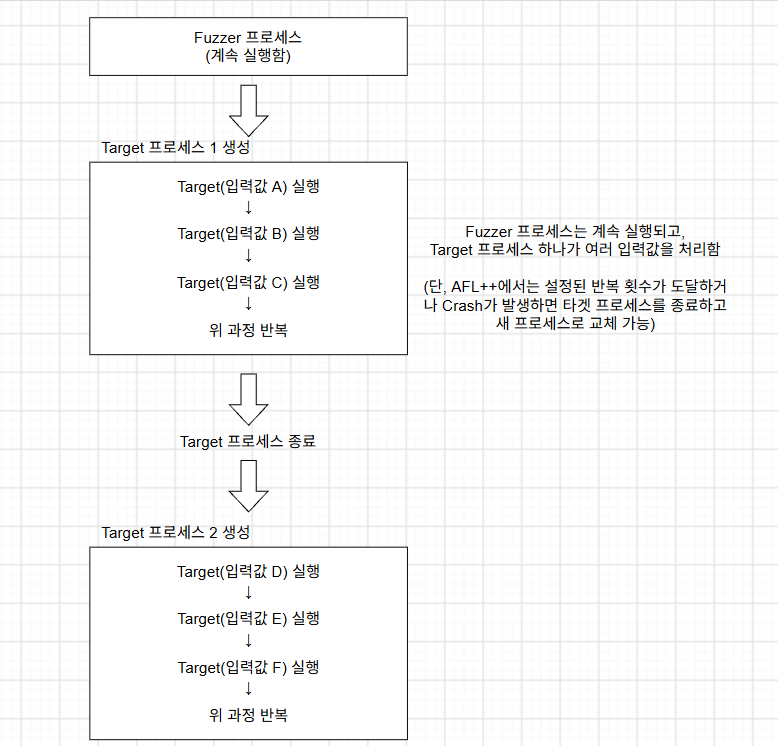 Fuzzer 프로세스
(계속 실행함)
Target 프로세스 1 생성
Target(입력값 A) 실행
↓
Target(입력값 B) 실행
↓
Target(입력값 C) 실행
↓
위 과정 반복
Fuzzer 프로세스는 계속 실행되고,
Target 프로세스 하나가 여러 입력값을 처리함
(단, AFL++에서는 설정된 반복 횟수가 도달하거
나 Crash가 발생하면 타겟 프로세스를 종료하고
새 프로세스로 교체 가능)
Target 프로세스 종료
Target 프로세스 2 생성
Target(입력값 D) 실행
↓
Target(입력값 E) 실행
↓
Target(입력값 F) 실행
↓
위 과정 반복